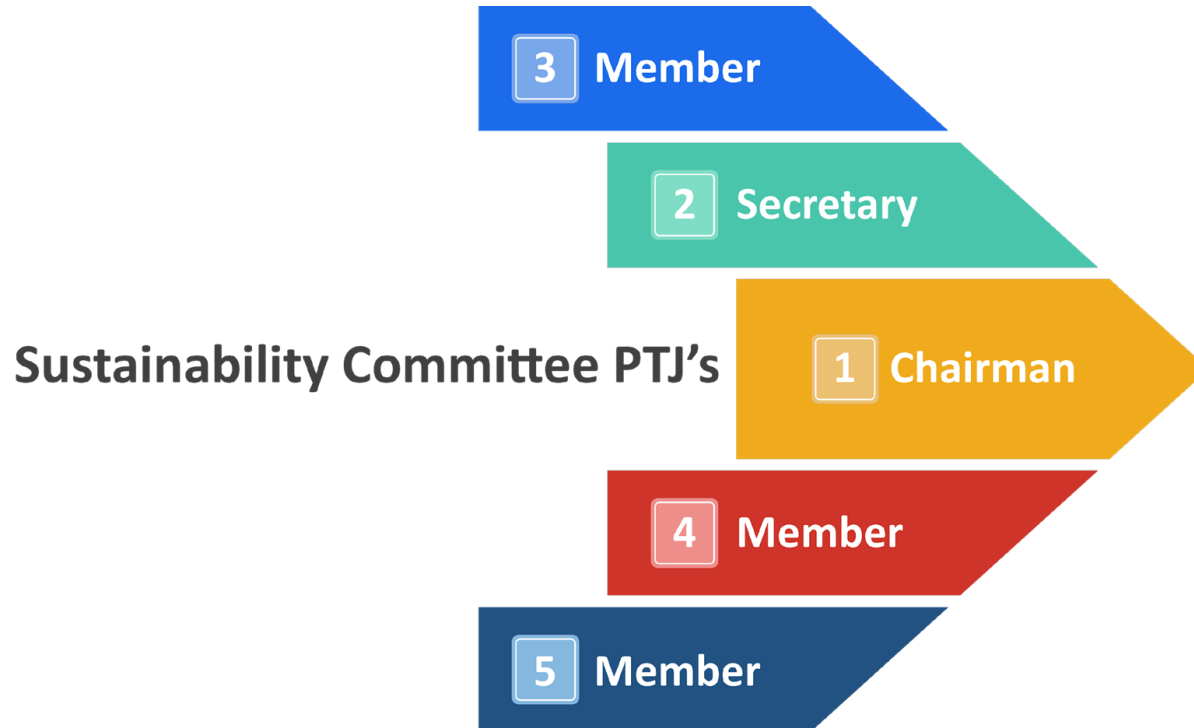 3 Member
2 Secretary
Sustainability Committee PTJ's
1 Chairman
4 Member
5 Member